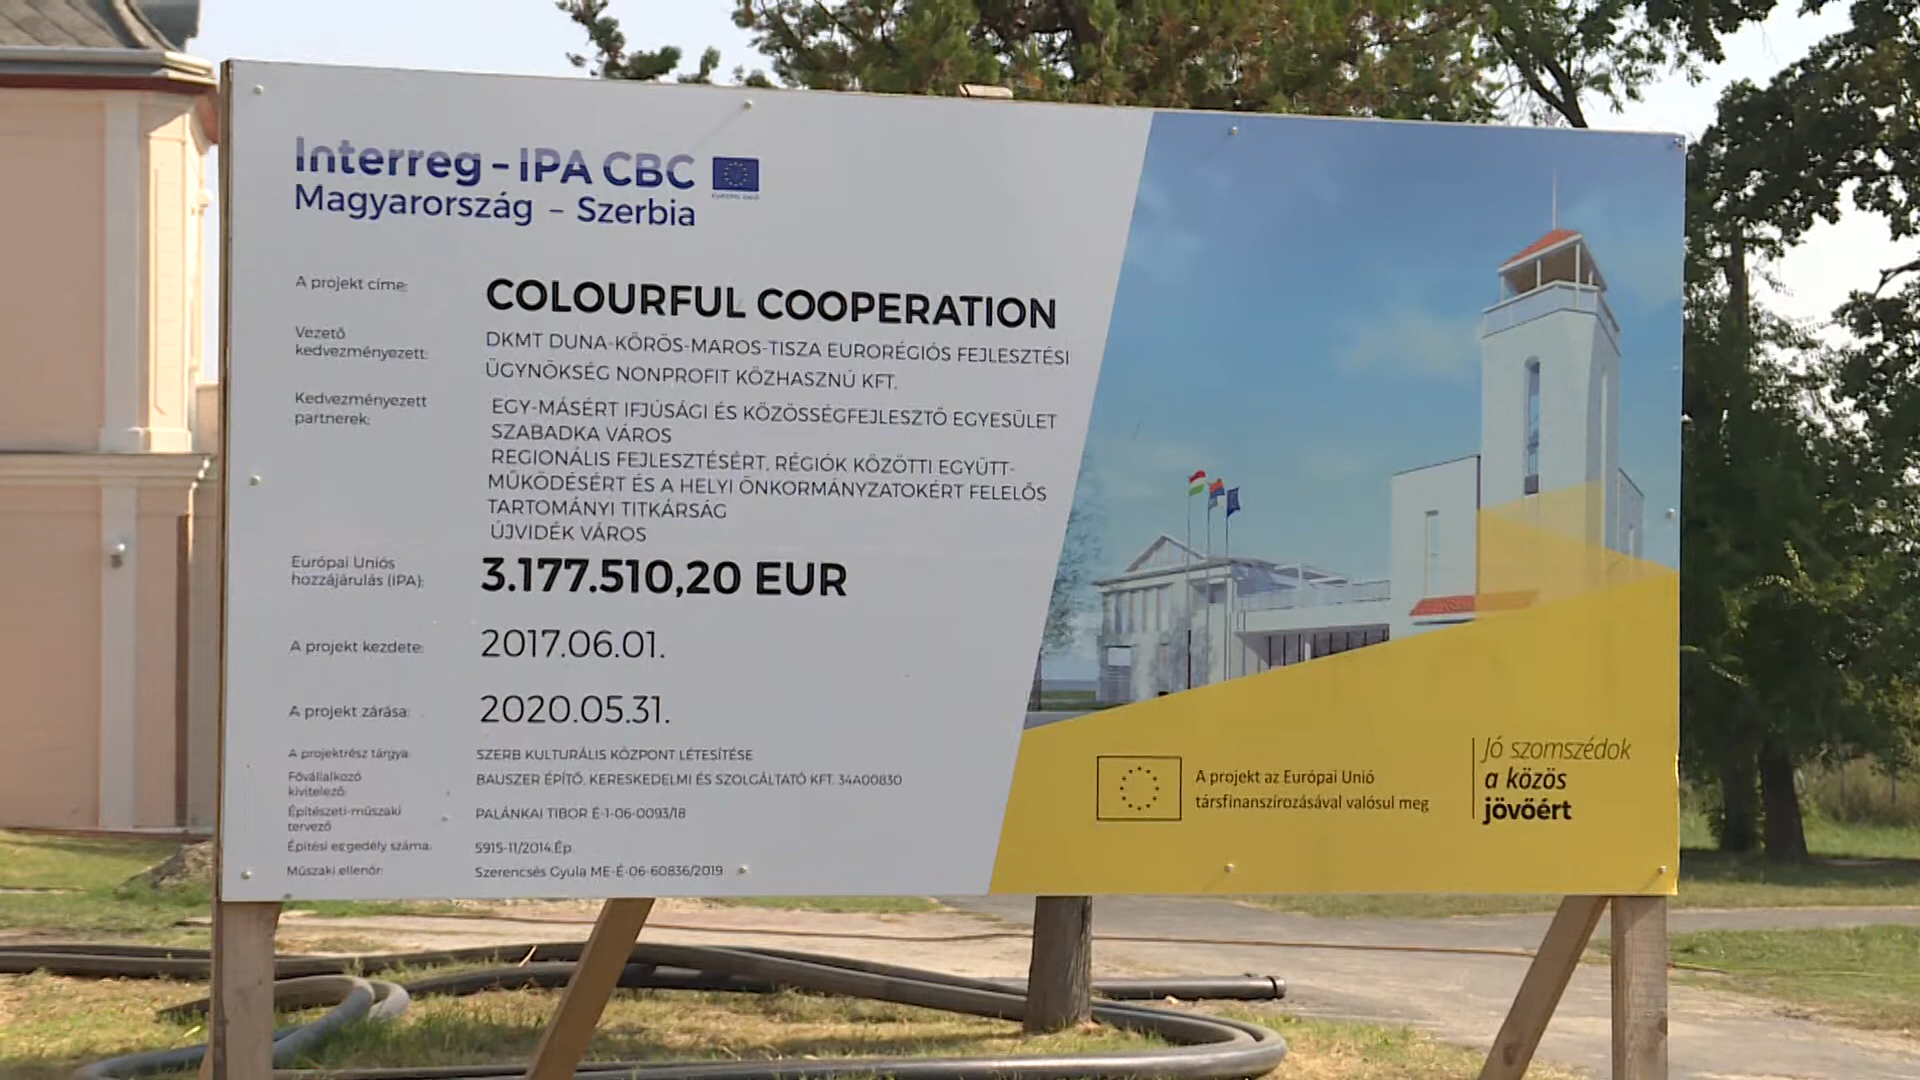 Interreg - IPA CBC
EURÓPAI UNIÓ
Magyarország - Szerbia
A projekt címe: COLOURFUL COOPERATION
Vezető
kedvezményezett:
DKMT DUNA-KÖRÖS-MAROS-TISZA EURORÉGIÓS FEJLESZTÉSI
ÜGYNÖKSÉG NONPROFIT KÖZHASZNÚ KFT.
Kedvezményezett
partnerek:
EGY-MÁSÉRT IFJÚSÁGI ÉS KÖZÖSSÉGFEJLESZTŐ EGYESÜLET
SZABADKA VÁROS
REGIONÁLIS FEJLESZTÉSÉRT, RÉGIÓK KÖZÖTTI EGYÜTT-
MŰKÖDÉSÉRT ÉS A HELYI ÖNKORMÁNYZATOKÉRT FELELŐS
TARTOMÁNYI TITKÁRSÁG
ÚJVIDÉK VÁROS
Európai Uniós
hozzájárulás (IPA):
3.177.510,20 EUR
A projekt kezdete: 2017.06.01.
A projekt zárása: 2020.05.31.
A projektrész tárgya: SZERB KULTURÁLIS KÖZPONT LÉTESÍTÉSE
Fővállalkozó
kivitelező:
BAUSZER ÉPÍTŐ, KERESKEDELMI ÉS SZOLGÁLTATÓ KFT. 34A00830
Építészeti-műszaki
tervező
PALÁNKAI TIBOR É-1-06-0093/18
Építési engedély száma: 5915-11/2014.Ép.
Műszaki ellenőr: Szerencsés Gyula ME-É-06-60836/2019
A projekt az Európai Unió
társfinanszírozásával valósul meg
Jó szomszédok
a közös
jövőért